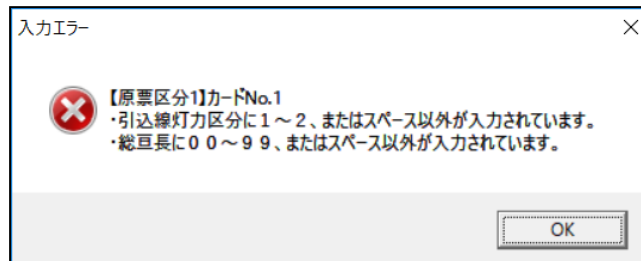 入力エラー
【原票区分1】カードNo.1
・引込線灯力区分に１～２、またはスペース以外が入力されています。
・総亘長に００～９９、またはスペース以外が入力されています。
OK